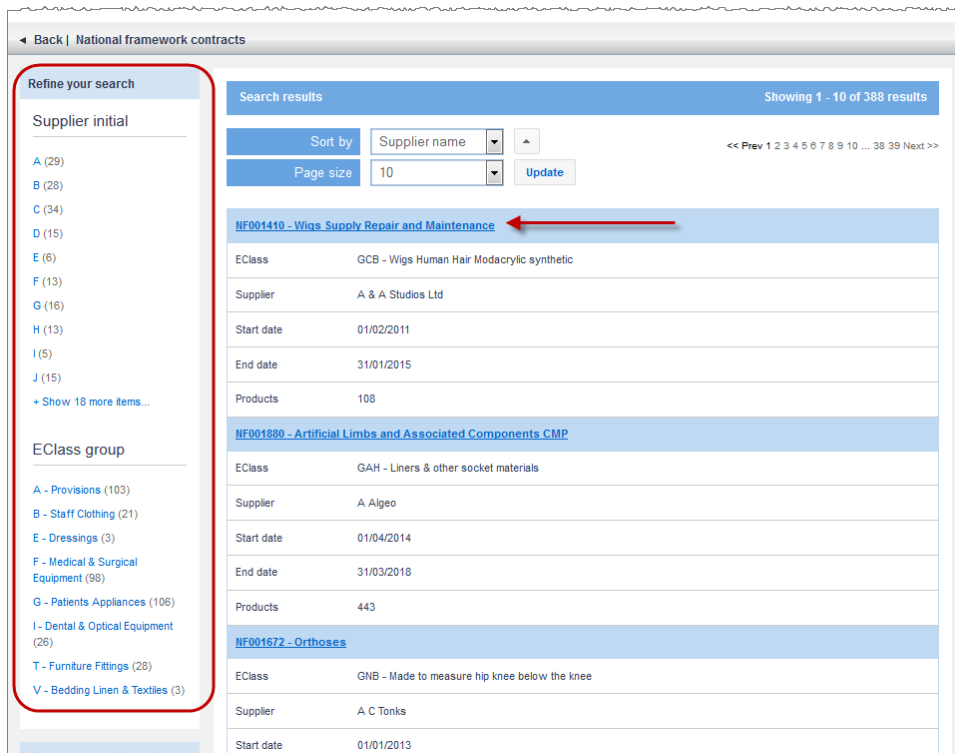 ◄ Back | National framework contracts
Refine your search
Supplier initial
A (29)
B (28)
C (34)
D (15)
E (6)
F (13)
G (16)
H (13)
I (5)
J (15)
+ Show 18 more items...
EClass group
A - Provisions (103)
B - Staff Clothing (21)
E - Dressings (3)
F - Medical & Surgical
Equipment (98)
G - Patients Appliances (106)
I - Dental & Optical Equipment
(26)
T - Furniture Fittings (28)
V - Bedding Linen & Textiles (3)
Search results Showing 1 - 10 of 388 results
Sort by Supplier name
<< Prev 1 2 3 4 5 6 7 8 9 10 ... 38 39 Next >>
Page size 10 Update
NF001410 - Wigs Supply Repair and Maintenance
EClass GCB - Wigs Human Hair Modacrylic synthetic
Supplier A & A Studios Ltd
Start date 01/02/2011
End date 31/01/2015
Products 108
NF001880 - Artificial Limbs and Associated Components CMP
EClass GAH - Liners & other socket materials
Supplier A Algeo
Start date 01/04/2014
End date 31/03/2018
Products 443
NF001672 - Orthoses
EClass GNB - Made to measure hip knee below the knee
Supplier A C Tonks
Start date 01/01/2013